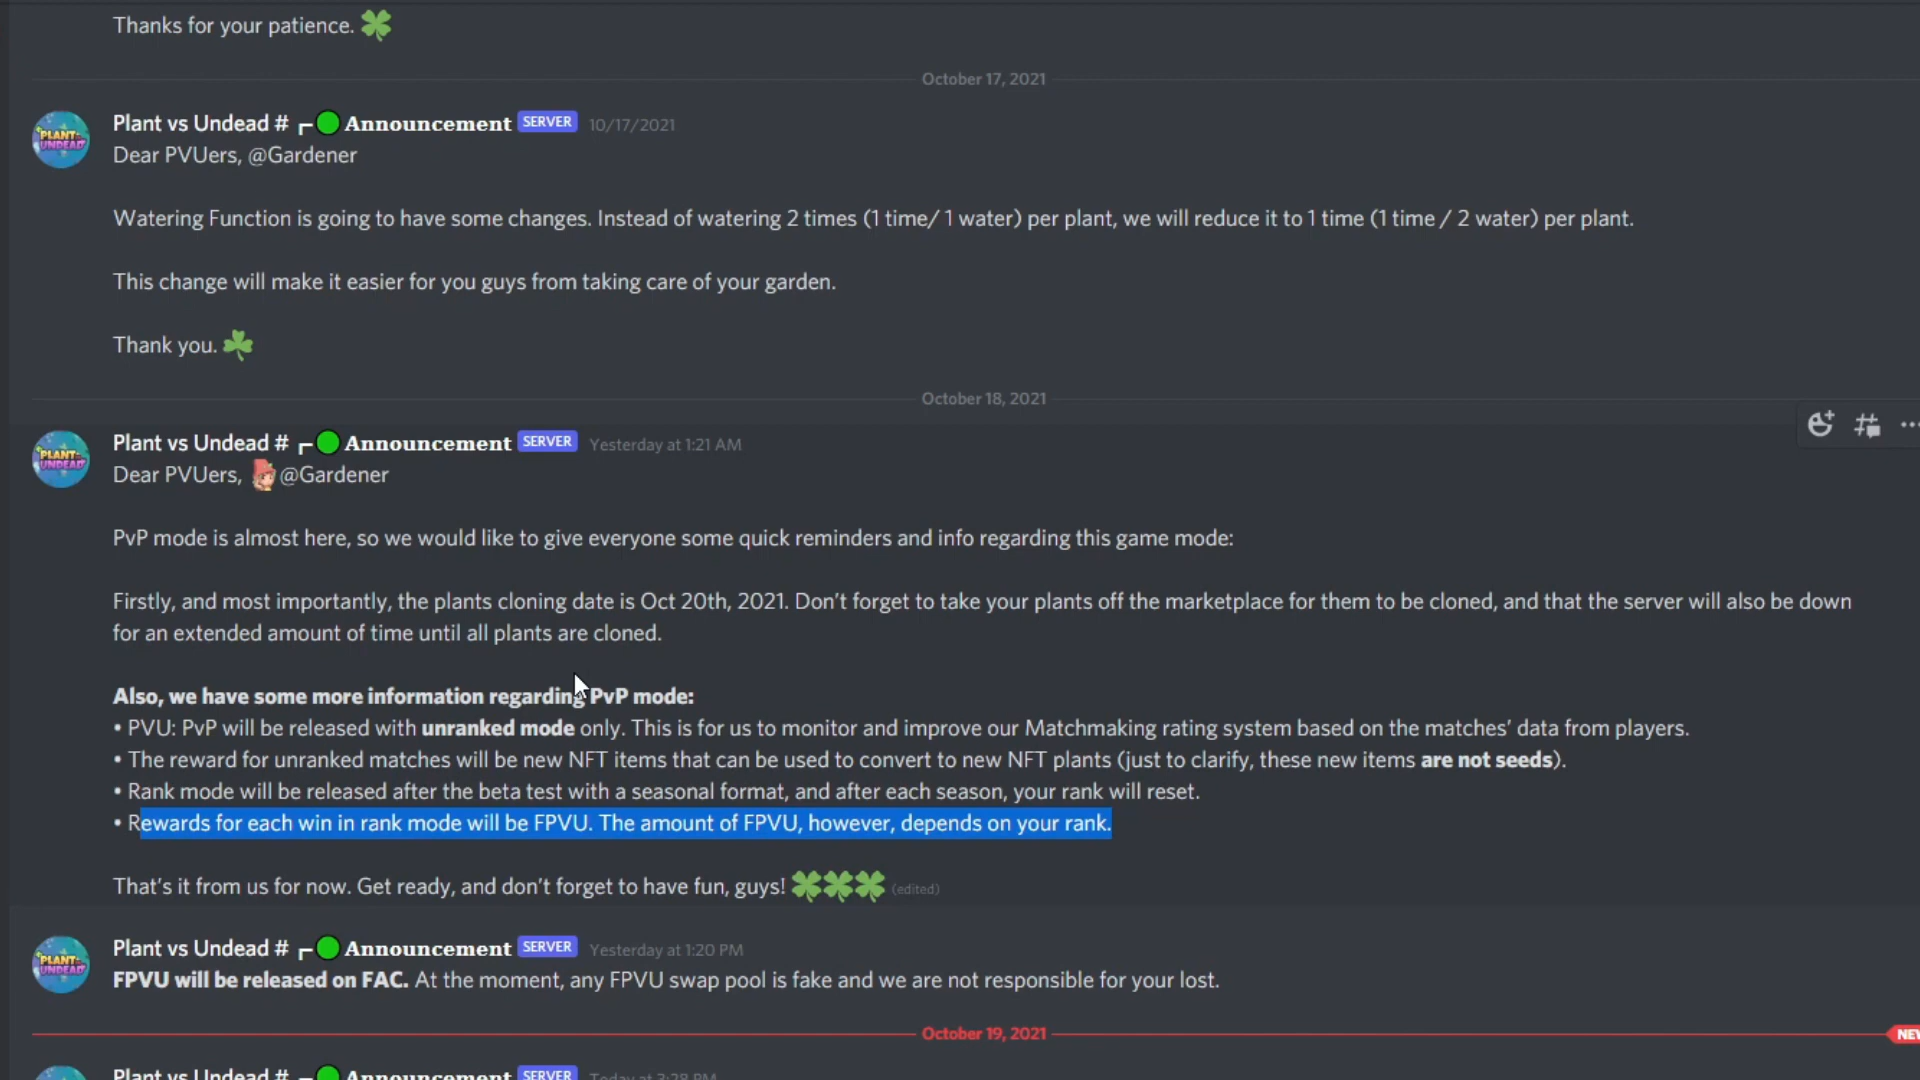 Thanks for your patience. 🍀
October 17, 2021
Plant vs Undead # ┌─🟢 Announcement SERVER 10/17/2021
Dear PVUers, @Gardener
Watering Function is going to have some changes. Instead of watering 2 times (1 time/ 1 water) per plant, we will reduce it to 1 time (1 time / 2 water) per plant.
This change will make it easier for you guys from taking care of your garden.
Thank you. ☘️
October 18, 2021
Plant vs Undead # ┌─🟢 Announcement SERVER Yesterday at 1:21 AM
Dear PVUers, @Gardener
PvP mode is almost here, so we would like to give everyone some quick reminders and info regarding this game mode:
Firstly, and most importantly, the plants cloning date is Oct 20th, 2021. Don't forget to take your plants off the marketplace for them to be cloned, and that the server will also be down
for an extended amount of time until all plants are cloned.
Also, we have some more information regarding PvP mode:
• PVU: PvP will be released with unranked mode only. This is for us to monitor and improve our Matchmaking rating system based on the matches' data from players.
• The reward for unranked matches will be new NFT items that can be used to convert to new NFT plants (just to clarify, these new items are not seeds).
• Rank mode will be released after the beta test with a seasonal format, and after each season, your rank will reset.
• Rewards for each win in rank mode will be FPVU. The amount of FPVU, however, depends on your rank.
That's it from us for now. Get ready, and don't forget to have fun, guys! 🍀🍀🍀 (edited)
Plant vs Undead # ┌─🟢 Announcement SERVER Yesterday at 1:20 PM
FPVU will be released on FAC. At the moment, any FPVU swap pool is fake and we are not responsible for your lost.
October 19, 2021
NEW
Plant vs Undead # ┌─🟢 Announcement SERVER Today at 3:28 PM